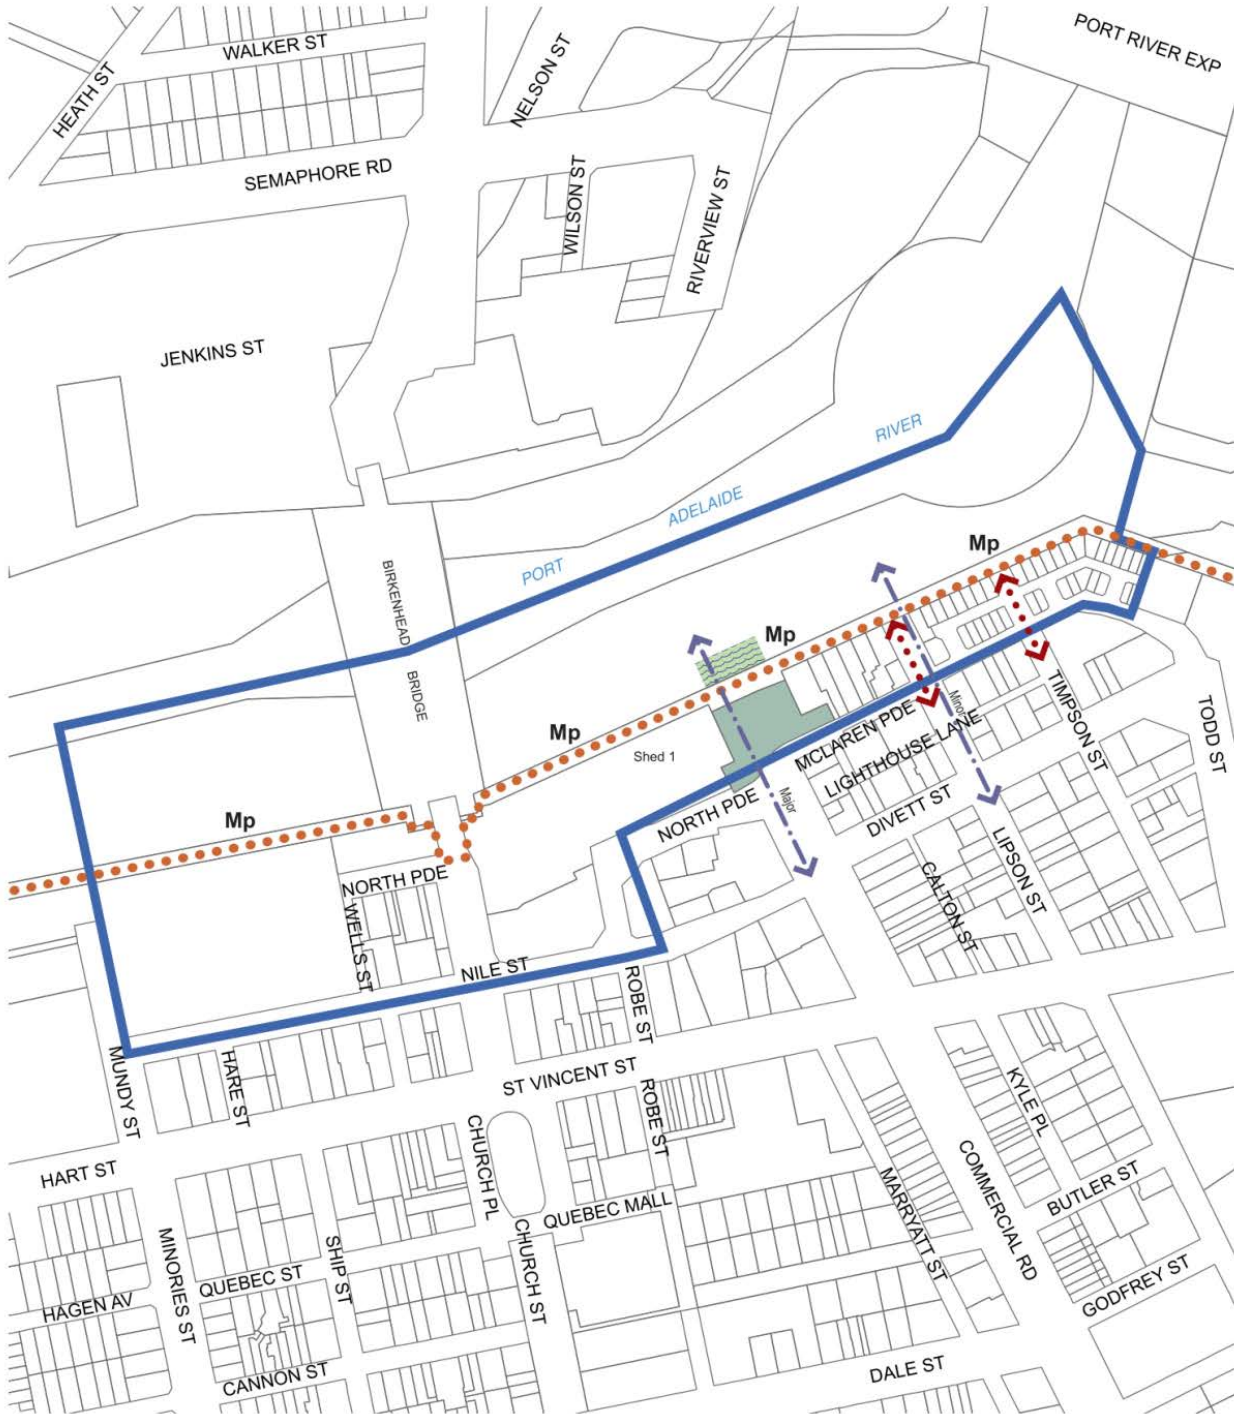 PORT RIVER EXP
WALKER ST
NELSON ST
HEATH ST
SEMAPHORE RD
WILSON ST
RIVERVIEW ST
JENKINS ST
RIVER
ADELAIDE
PORT
Mp
BIRKENHEAD
BRIDGE
Mp
Mp
Minor
TIMPSON ST
TODD ST
MCLAREN PDE
LIGHTHOUSE LANE
Shed 1
Major
NORTH PDE
DIVETT ST
Mp
LIPSON ST
CALTON ST
NORTH PDE
WELLS ST
NILE ST
ROBE ST
MUNDY ST
HARE ST
ST VINCENT ST
ROBE ST
KYLE PL
HART ST
CHURCH PL
COMMERCIAL RD
MARRYATT ST
BUTLER ST
QUEBEC MALL
MINORIES ST
SHIP ST
CHURCH ST
QUEBEC ST
GODFREY ST
HAGEN AV
CANNON ST
DALE ST